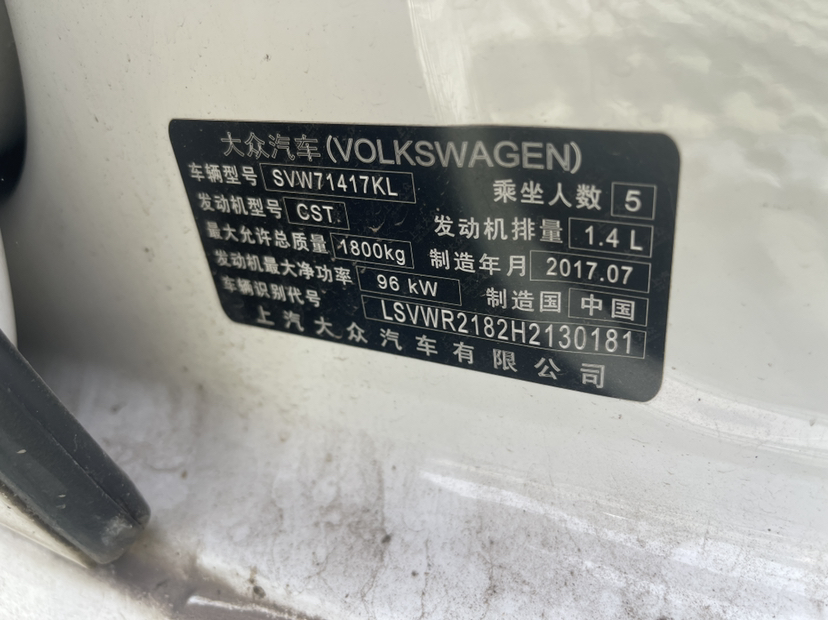 大众汽车(VOLKSWAGEN)
车辆型号 SVW71417KL 乘坐人数 5
发动机型号 CST 发动机排量 1.4 L
最大允许总质量 1800kg 制造年月 2017.07
发动机最大净功率 96 kW 制造国 中国
车辆识别代号 LSVWR2182H2130181
上汽大众汽车有限公司